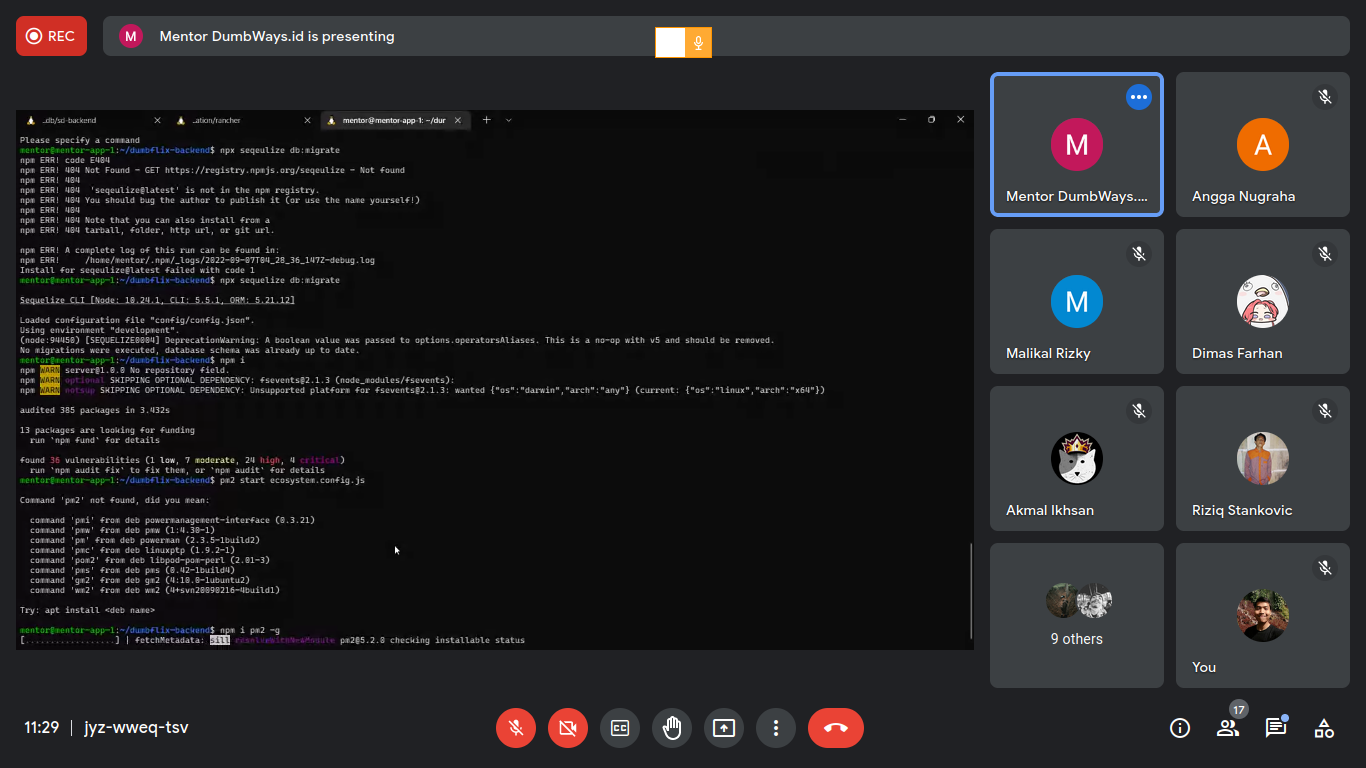 REC
M
Mentor DumbWays.id is presenting
..db/sci-backend
..ation/rancher
mentor@mentor-app-1: ~/dur
Please specify a command
mentor@mentor-app-1:~/dumbflix-backend$ npx seqeulize db:migrate
npm ERR! code E404
npm ERR! 404 Not Found - GET https://registry.npmjs.org/seqeulize - Not found
npm ERR! 404
npm ERR! 404  'seqeulize@latest' is not in the npm registry.
npm ERR! 404 You should bug the author to publish it (or use the name yourself!)
npm ERR! 404
npm ERR! 404 Note that you can also install from a
npm ERR! 404 tarball, folder, http url, or git url.
npm ERR! A complete log of this run can be found in:
npm ERR!     /home/mentor/.npm/_logs/2022-09-07T04_28_36_147Z-debug.log
Install for seqeulize@latest failed with code 1
mentor@mentor-app-1:~/dumbflix-backend$ npx sequelize db:migrate
Sequelize CLI [Node: 10.24.1, CLI: 5.5.1, ORM: 5.21.12]
Loaded configuration file "config/config.json".
Using environment "development".
(node:94450) [SEQUELIZE0004] DeprecationWarning: A boolean value was passed to options.operatorsAliases. This is a no-op with v5 and should be removed.
No migrations were executed, database schema was already up to date.
mentor@mentor-app-1:~/dumbflix-backend$ npm i
npm WARN server@1.0.0 No repository field.
npm WARN optional SKIPPING OPTIONAL DEPENDENCY: fsevents@2.1.3 (node_modules/fsevents):
npm WARN notsup SKIPPING OPTIONAL DEPENDENCY: Unsupported platform for fsevents@2.1.3: wanted {"os":"darwin","arch":"any"} (current: {"os":"linux","arch":"x64"})
audited 385 packages in 3.432s
13 packages are looking for funding
  run `npm fund` for details
found 36 vulnerabilities (1 low, 7 moderate, 24 high, 4 critical)
  run `npm audit fix` to fix them, or `npm audit` for details
mentor@mentor-app-1:~/dumbflix-backend$ pm2 start ecosystem.config.js
Command 'pm2' not found, did you mean:
  command 'pmi' from deb powermanagement-interface (0.3.21)
  command 'pmw' from deb pmw (1:4.30-1)
  command 'pm' from deb powerman (2.3.5-1build2)
  command 'pmc' from deb linuxptp (1.9.2-1)
  command 'pom2' from deb libpod-pom-perl (2.01-3)
  command 'pms' from deb pms (0.42-1build4)
  command 'gm2' from deb gm2 (4:10.0-1ubuntu2)
  command 'wm2' from deb wm2 (4+svn20090216-4build1)
Try: apt install <deb name>
mentor@mentor-app-1:~/dumbflix-backend$ npm i pm2 -g
[..................] | fetchMetadata: sill resolveWithNewModule pm2@5.2.0 checking installable status
M
Mentor DumbWays....
A
Angga Nugraha
M
Malikal Rizky
Dimas Farhan
Akmal Ikhsan
Riziq Stankovic
9 others
You
11:29 | jyz-wweq-tsv
17